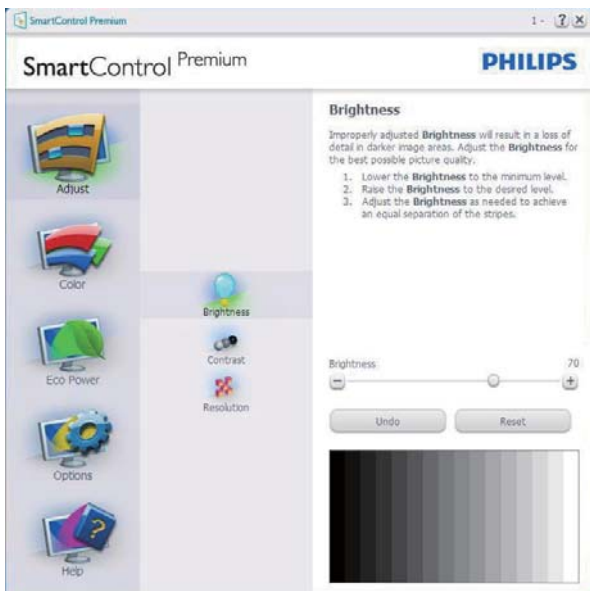 SmartControl Premium
1 - ? ×
SmartControl Premium
PHILIPS
Adjust
Color
Eco Power
Options
Help
Brightness
Contrast
Resolution
Brightness
Improperly adjusted Brightness will result in a loss of
detail in darker image areas. Adjust the Brightness for
the best possible picture quality.
1. Lower the Brightness to the minimum level.
2. Raise the Brightness to the desired level.
3. Adjust the Brightness as needed to achieve
an equal separation of the stripes.
Brightness 70
Undo Reset